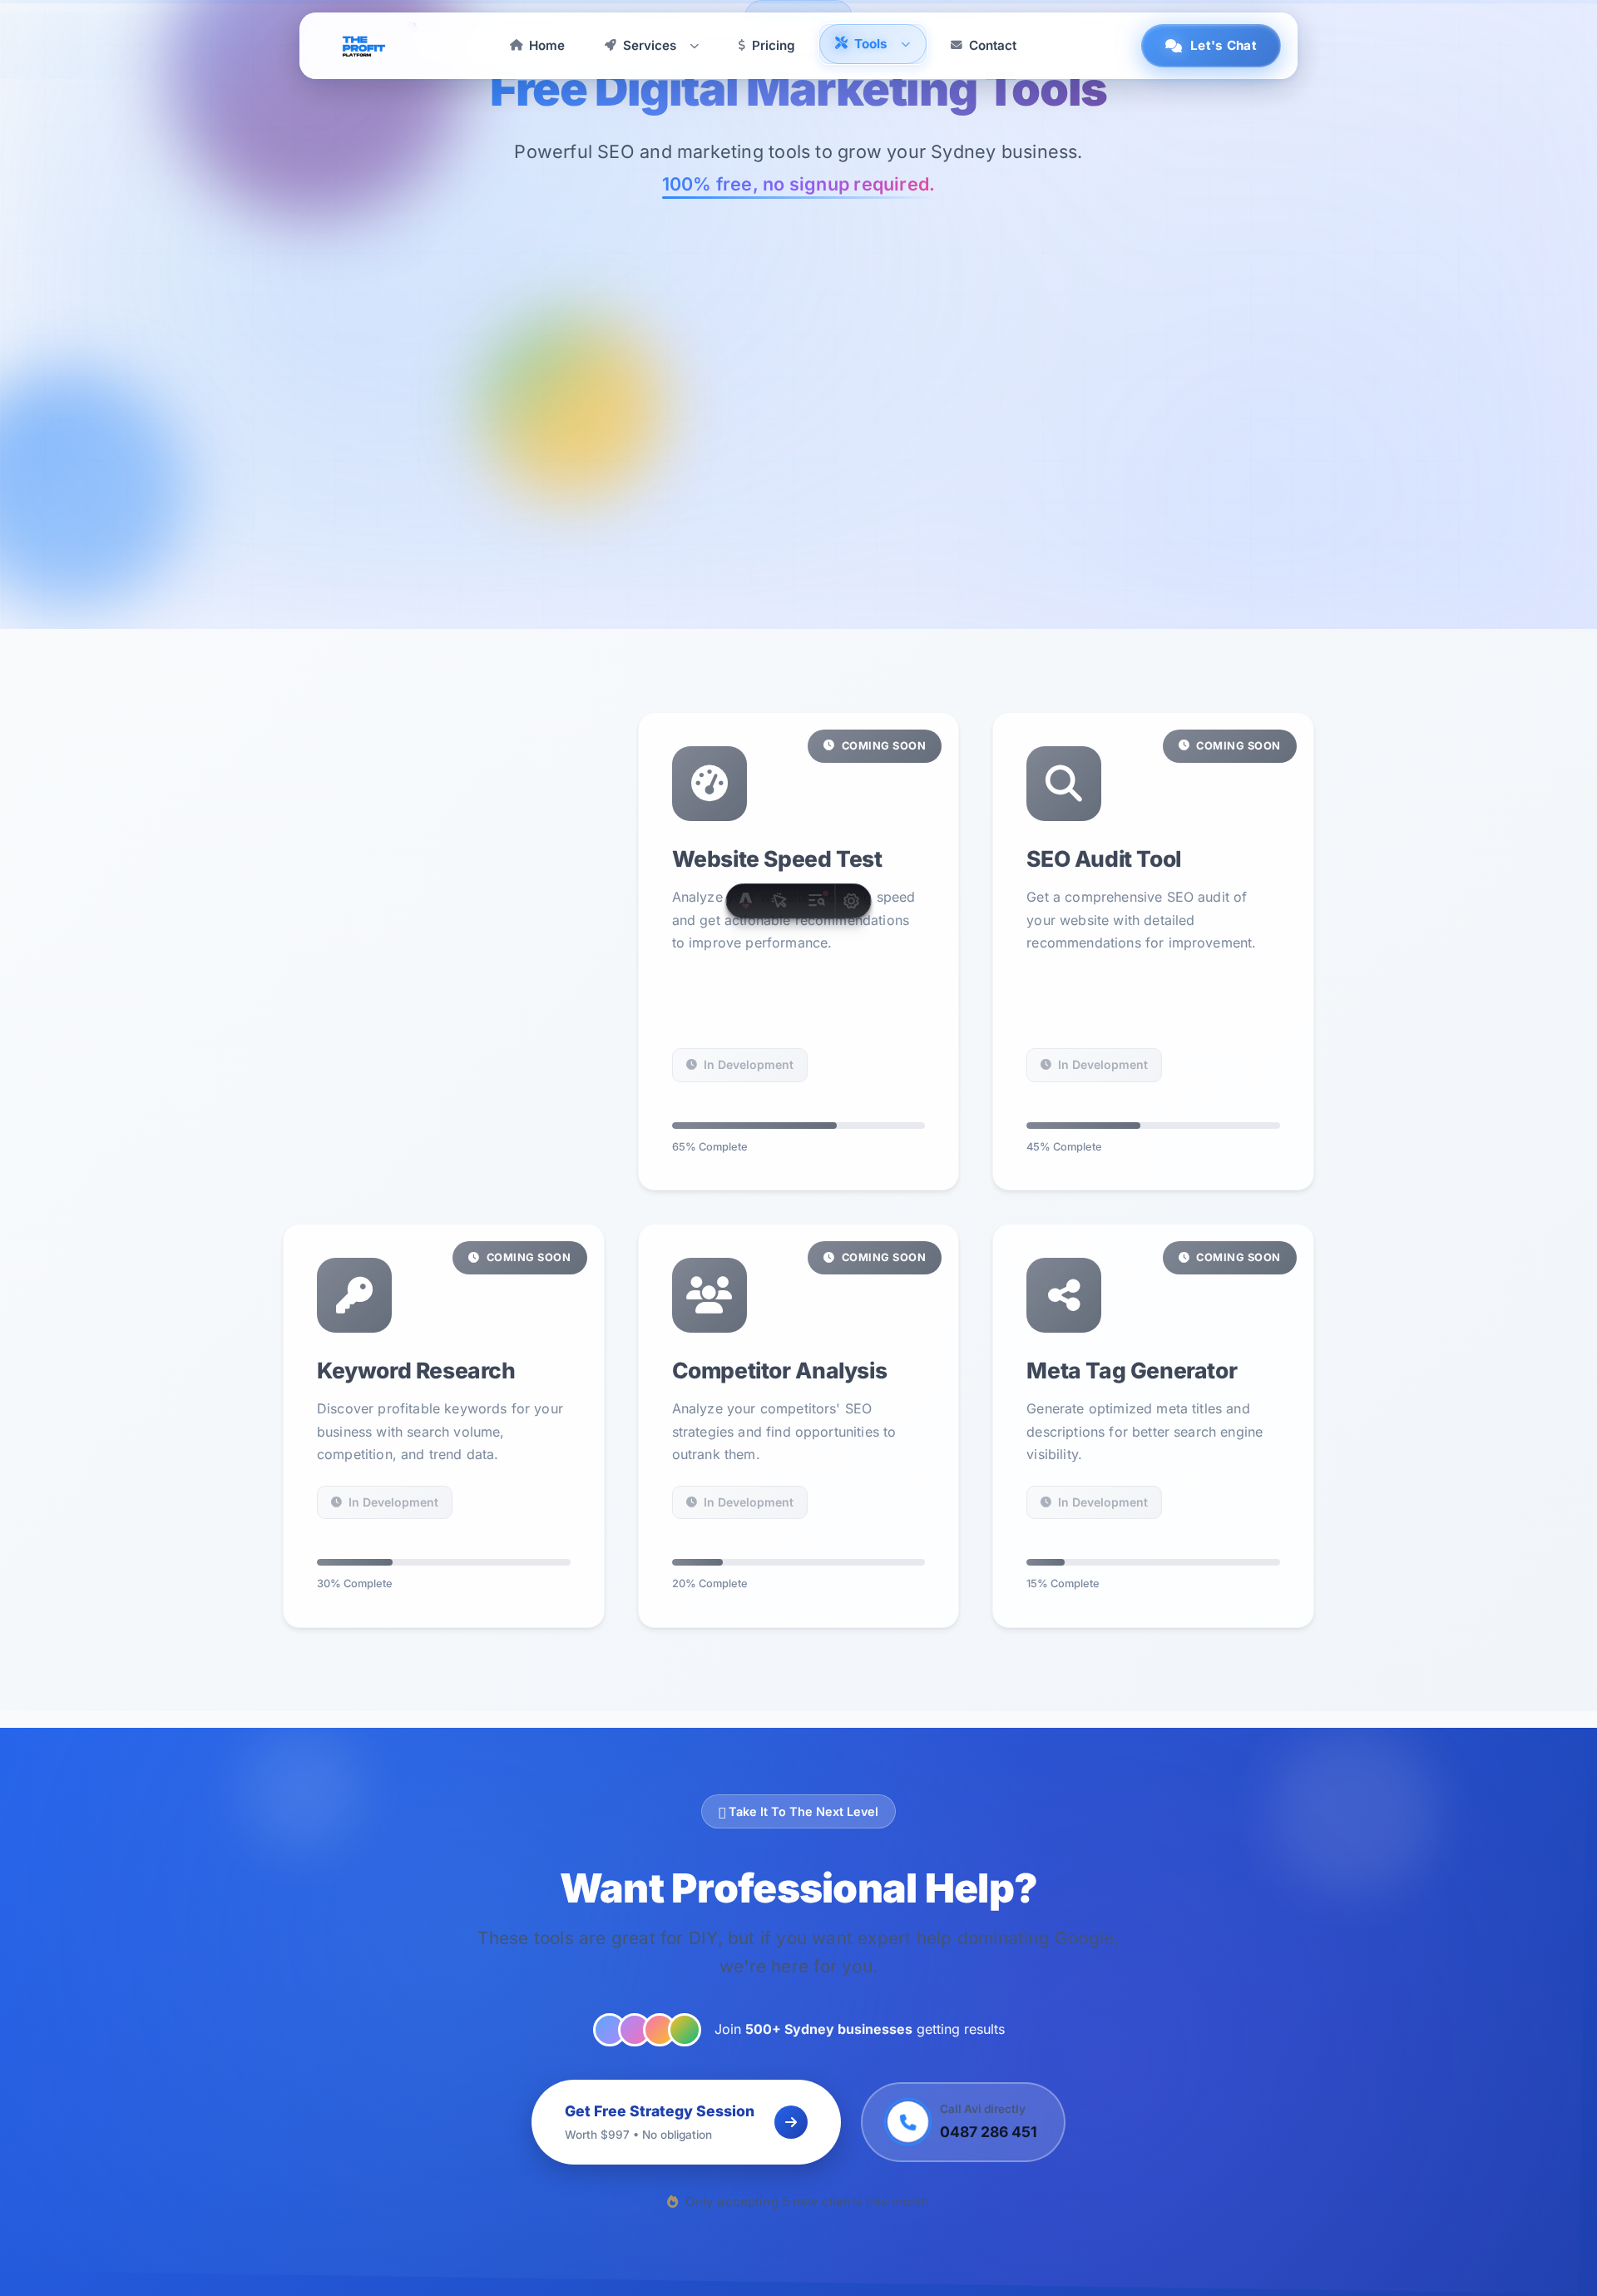 THE
PROFIT
PLATFORM
Home
Services
Pricing
Tools
Contact
Let's Chat
Free Digital Marketing Tools
Powerful SEO and marketing tools to grow your Sydney business.
100% free, no signup required.
COMING SOON
Website Speed Test
Analyze speed
and get actionable recommendations
to improve performance.
In Development
65% Complete
COMING SOON
SEO Audit Tool
Get a comprehensive SEO audit of
your website with detailed
recommendations for improvement.
In Development
45% Complete
COMING SOON
Keyword Research
Discover profitable keywords for your
business with search volume,
competition, and trend data.
In Development
30% Complete
COMING SOON
Competitor Analysis
Analyze your competitors' SEO
strategies and find opportunities to
outrank them.
In Development
20% Complete
COMING SOON
Meta Tag Generator
Generate optimized meta titles and
descriptions for better search engine
visibility.
In Development
15% Complete
Take It To The Next Level
Want Professional Help?
These tools are great for DIY, but if you want expert help dominating Google,
we're here for you.
Join 500+ Sydney businesses getting results
Get Free Strategy Session
Worth $997 • No obligation
Call Avi directly
0487 286 451
Only accepting 5 new clients this month